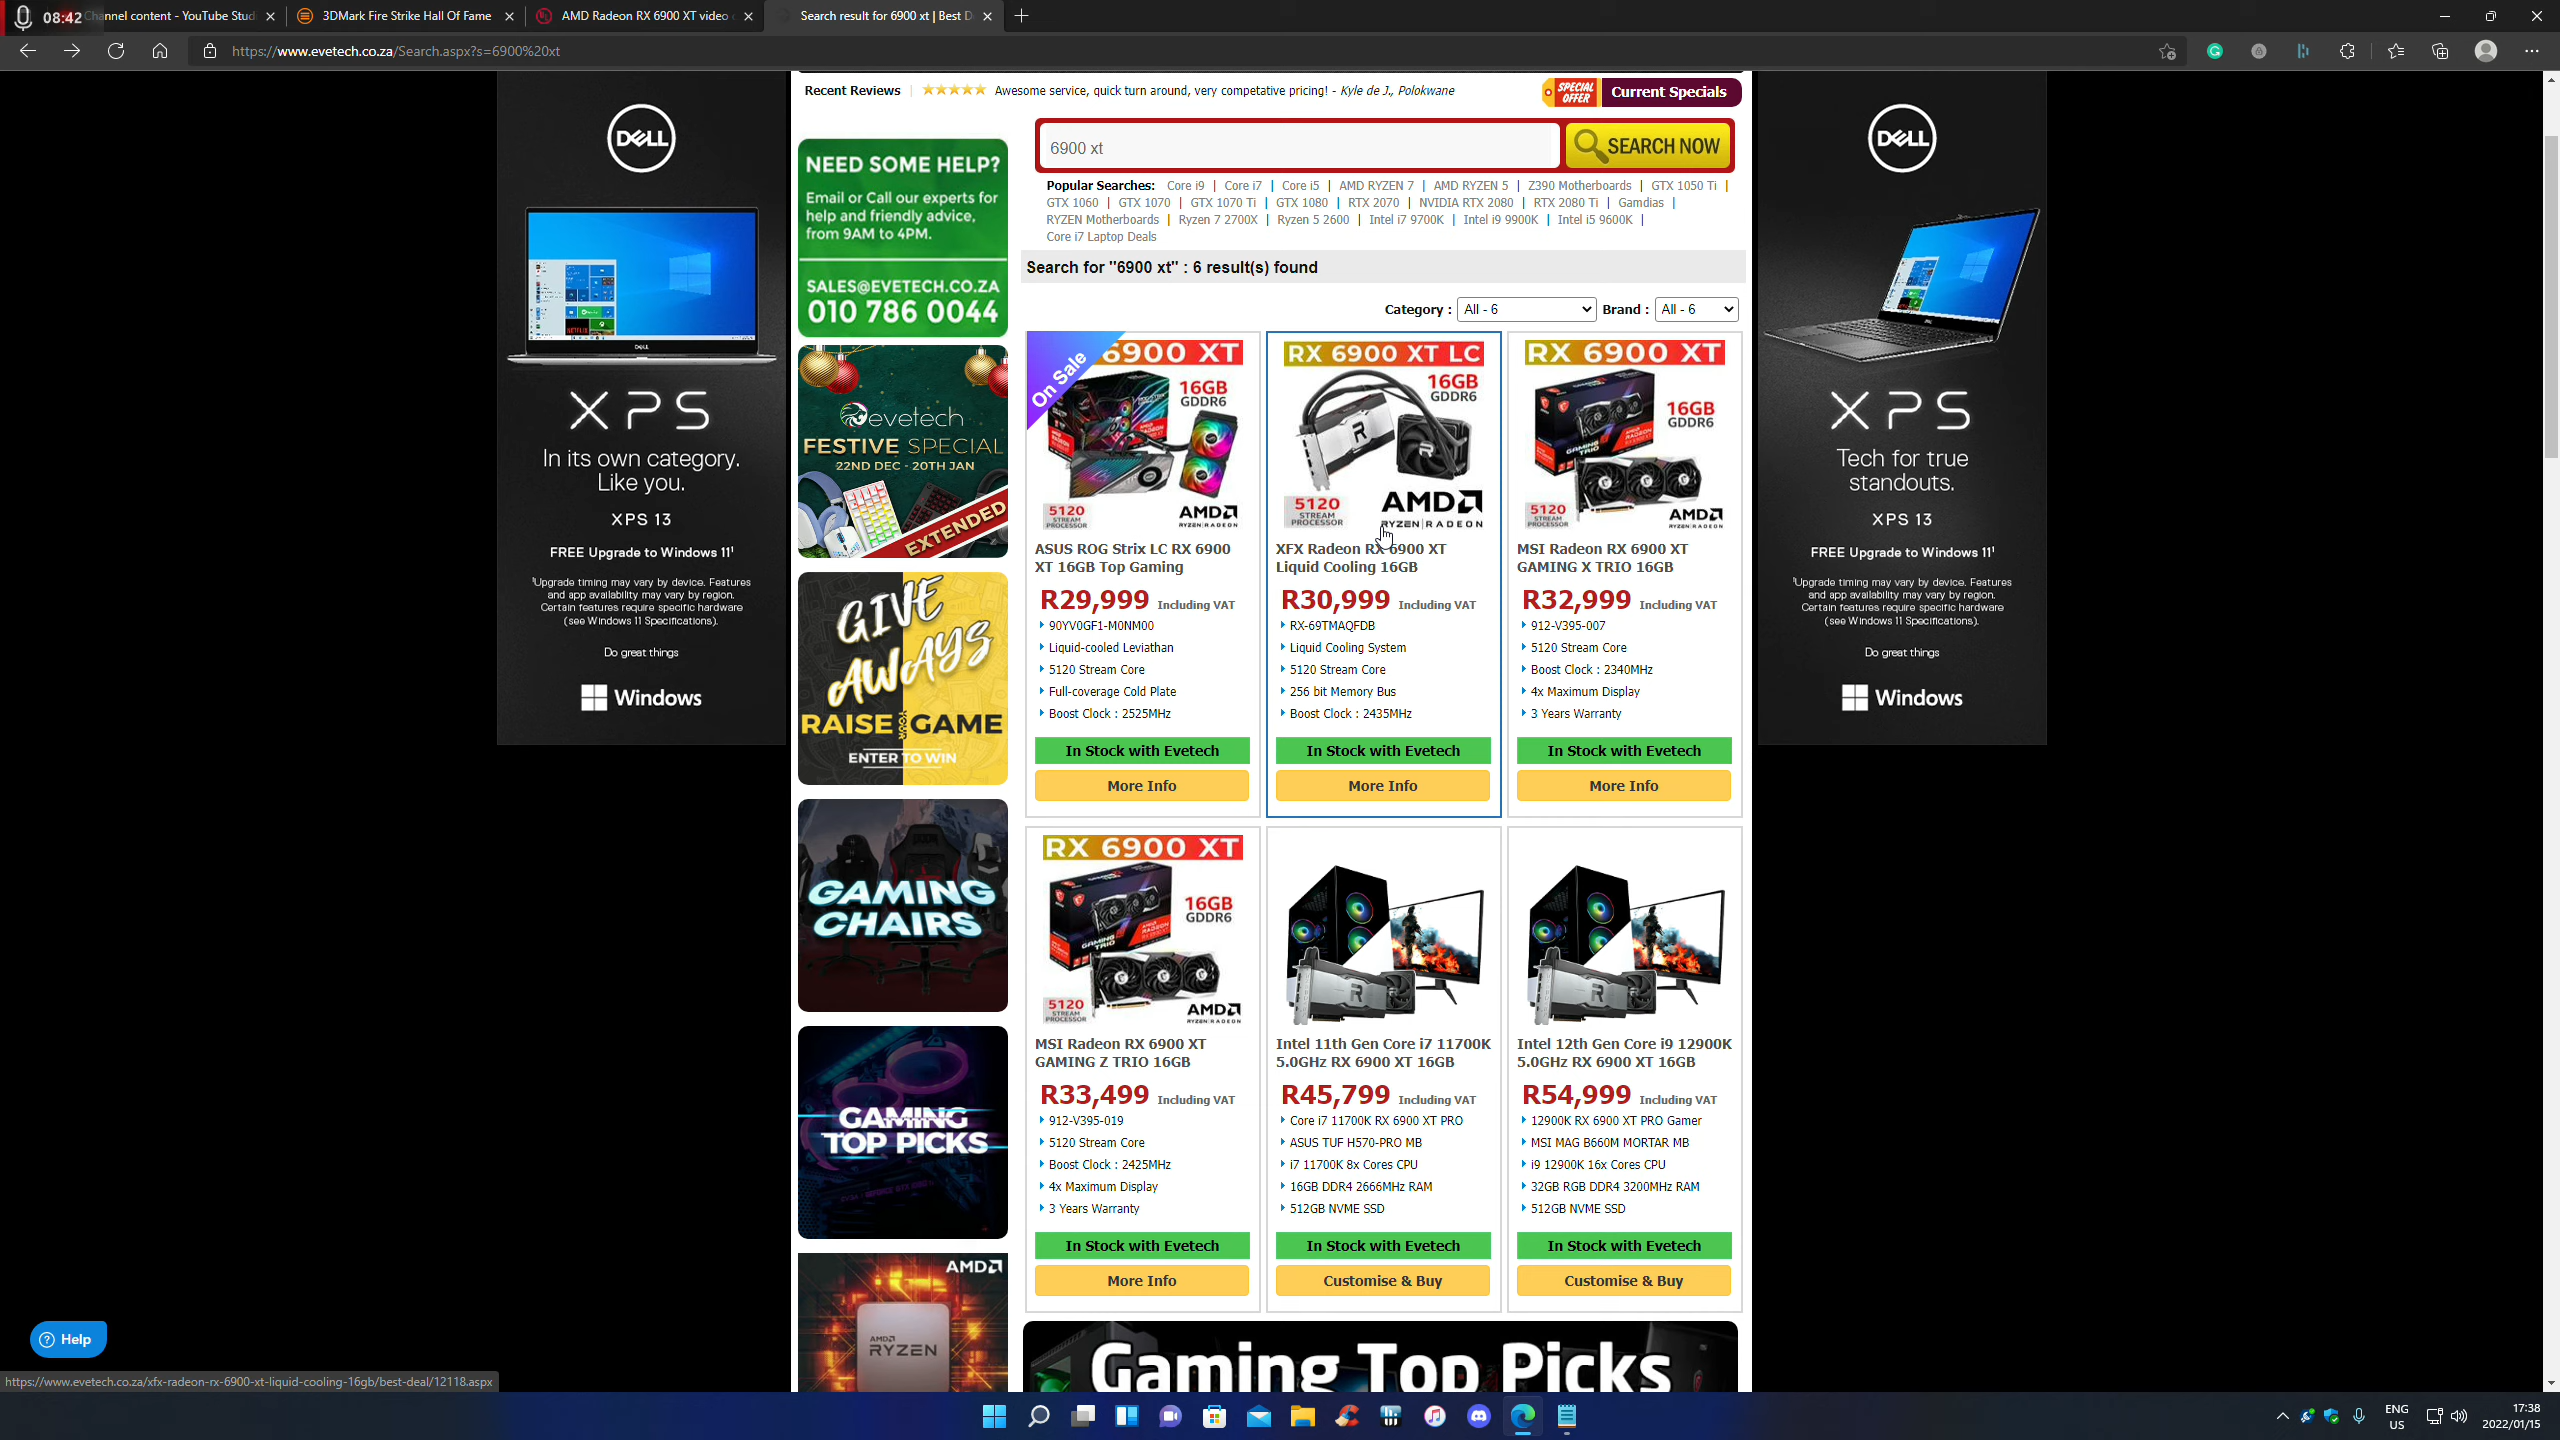 08:42
Channel content - YouTube Studi
3DMark Fire Strike Hall Of Fame
AMD Radeon RX 6900 XT video c
Search result for 6900 xt | Best D
https://www.evetech.co.za/Search.aspx?s=6900%20xt
Recent Reviews
Awesome service, quick turn around, very competative pricing! - Kyle de J., Polokwane
SPECIAL OFFER
Current Specials
6900 xt
SEARCH NOW
Popular Searches: Core i9 | Core i7 | Core i5 | AMD RYZEN 7 | AMD RYZEN 5 | Z390 Motherboards | GTX 1050 Ti |
GTX 1060 | GTX 1070 | GTX 1070 Ti | GTX 1080 | RTX 2070 | NVIDIA RTX 2080 | RTX 2080 Ti | Gamdias |
RYZEN Motherboards | Ryzen 7 2700X | Ryzen 5 2600 | Intel i7 9700K | Intel i9 9900K | Intel i5 9600K |
Core i7 Laptop Deals
Search for "6900 xt" : 6 result(s) found
Category : All - 6 Brand : All - 6
DELL
XPS
In its own category.
Like you.
XPS 13
FREE Upgrade to Windows 11¹
¹Upgrade timing may vary by device. Features
and app availability may vary by region.
Certain features require specific hardware
(see Windows 11 Specifications).
Do great things
Windows
NEED SOME HELP?
Email or Call our experts for
help and friendly advice,
from 9AM to 4PM.
SALES@EVETECH.CO.ZA
010 786 0044
evetech
FESTIVE SPECIAL
22ND DEC - 20TH JAN
EXTENDED
GIVE
AWAYS
RAISE YOUR GAME
ENTER TO WIN
GAMING
CHAIRS
GAMING
TOP PICKS
AMD
AMD
RYZEN
On Sale
6900 XT
16GB
GDDR6
5120
STREAM
PROCESSOR
AMD
RYZEN | RADEON
ASUS ROG Strix LC RX 6900
XT 16GB Top Gaming
R29,999 Including VAT
90YV0GF1-M0NM00
Liquid-cooled Leviathan
5120 Stream Core
Full-coverage Cold Plate
Boost Clock : 2525MHz
In Stock with Evetech
More Info
RX 6900 XT LC
16GB
GDDR6
5120
STREAM
PROCESSOR
AMD
RYZEN | RADEON
XFX Radeon RX 6900 XT
Liquid Cooling 16GB
R30,999 Including VAT
RX-69TMAQFDB
Liquid Cooling System
5120 Stream Core
256 bit Memory Bus
Boost Clock : 2435MHz
In Stock with Evetech
More Info
RX 6900 XT
16GB
GDDR6
5120
STREAM
PROCESSOR
AMD
RYZEN | RADEON
MSI Radeon RX 6900 XT
GAMING X TRIO 16GB
R32,999 Including VAT
912-V395-007
5120 Stream Core
Boost Clock : 2340MHz
4x Maximum Display
3 Years Warranty
In Stock with Evetech
More Info
RX 6900 XT
16GB
GDDR6
5120
STREAM
PROCESSOR
AMD
RYZEN | RADEON
MSI Radeon RX 6900 XT
GAMING Z TRIO 16GB
R33,499 Including VAT
912-V395-019
5120 Stream Core
Boost Clock : 2425MHz
4x Maximum Display
3 Years Warranty
In Stock with Evetech
More Info
Intel 11th Gen Core i7 11700K
5.0GHz RX 6900 XT 16GB
R45,799 Including VAT
Core i7 11700K RX 6900 XT PRO
ASUS TUF H570-PRO MB
i7 11700K 8x Cores CPU
16GB DDR4 2666MHz RAM
512GB NVME SSD
In Stock with Evetech
Customise & Buy
Intel 12th Gen Core i9 12900K
5.0GHz RX 6900 XT 16GB
R54,999 Including VAT
12900K RX 6900 XT PRO Gamer
MSI MAG B660M MORTAR MB
i9 12900K 16x Cores CPU
32GB RGB DDR4 3200MHz RAM
512GB NVME SSD
In Stock with Evetech
Customise & Buy
Gaming Top Picks
DELL
XPS
Tech for true
standouts.
XPS 13
FREE Upgrade to Windows 11¹
¹Upgrade timing may vary by device. Features
and app availability may vary by region.
Certain features require specific hardware
(see Windows 11 Specifications).
Do great things
Windows
Help
https://www.evetech.co.za/xfx-radeon-rx-6900-xt-liquid-cooling-16gb/best-deal/12118.aspx
ENG
US
17:38
2022/01/15